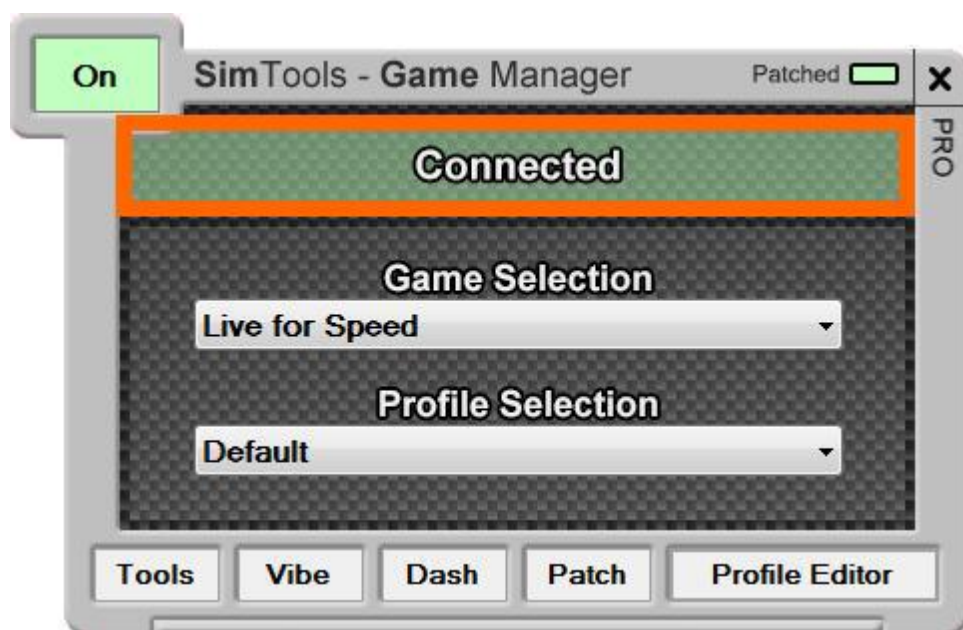 On
SimTools - Game Manager
Patched
X
PRO
Connected
Game Selection
Live for Speed
Profile Selection
Default
Tools
Vibe
Dash
Patch
Profile Editor